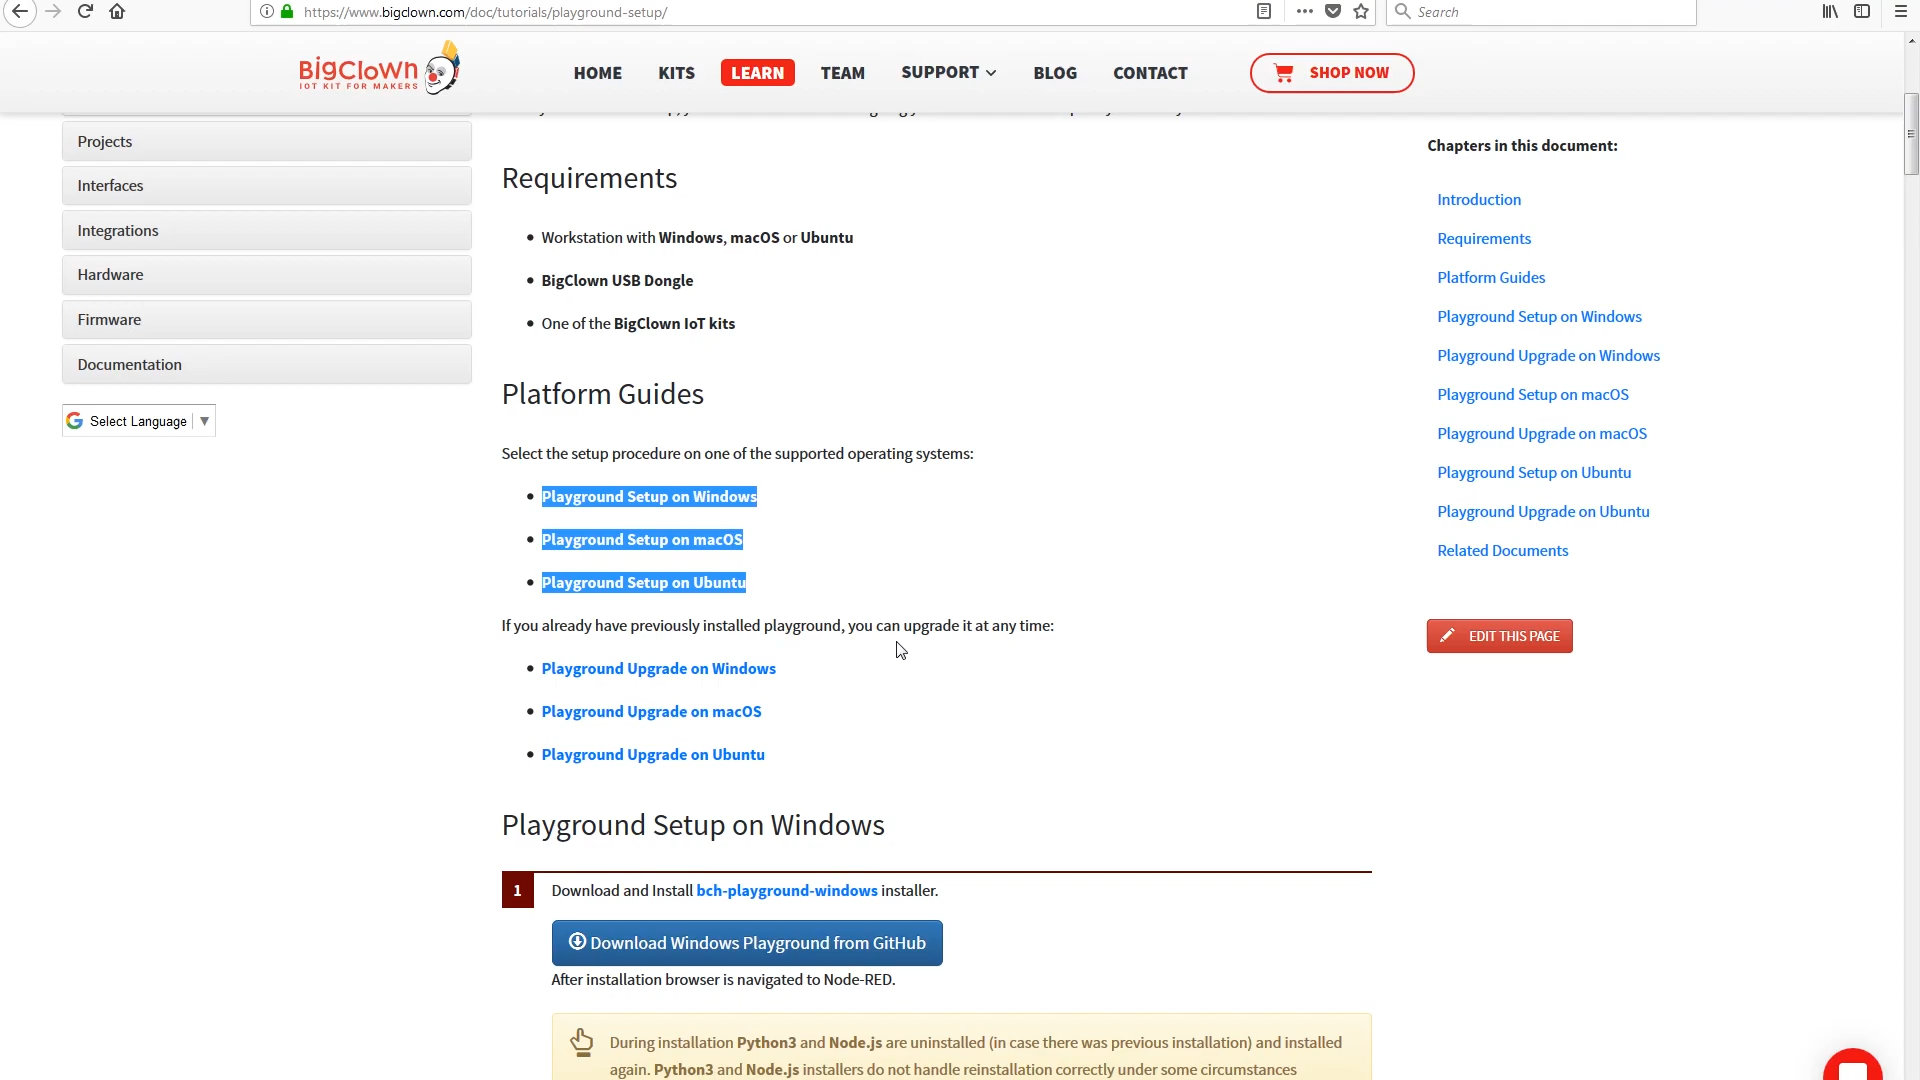 https://www.bigclown.com/doc/tutorials/playground-setup/
Search
BigClown
IOT KIT FOR MAKERS
HOME
KITS
LEARN
TEAM
SUPPORT
BLOG
CONTACT
SHOP NOW
Projects
Interfaces
Integrations
Hardware
Firmware
Documentation
Select Language
Requirements
Workstation with Windows, macOS or Ubuntu
BigClown USB Dongle
One of the BigClown IoT kits
Platform Guides
Select the setup procedure on one of the supported operating systems:
Playground Setup on Windows
Playground Setup on macOS
Playground Setup on Ubuntu
If you already have previously installed playground, you can upgrade it at any time:
Playground Upgrade on Windows
Playground Upgrade on macOS
Playground Upgrade on Ubuntu
Playground Setup on Windows
1
Download and Install bch-playground-windows installer.
Download Windows Playground from GitHub
After installation browser is navigated to Node-RED.
During installation Python3 and Node.js are uninstalled (in case there was previous installation) and installed
again. Python3 and Node.js installers do not handle reinstallation correctly under some circumstances
Chapters in this document:
Introduction
Requirements
Platform Guides
Playground Setup on Windows
Playground Upgrade on Windows
Playground Setup on macOS
Playground Upgrade on macOS
Playground Setup on Ubuntu
Playground Upgrade on Ubuntu
Related Documents
EDIT THIS PAGE